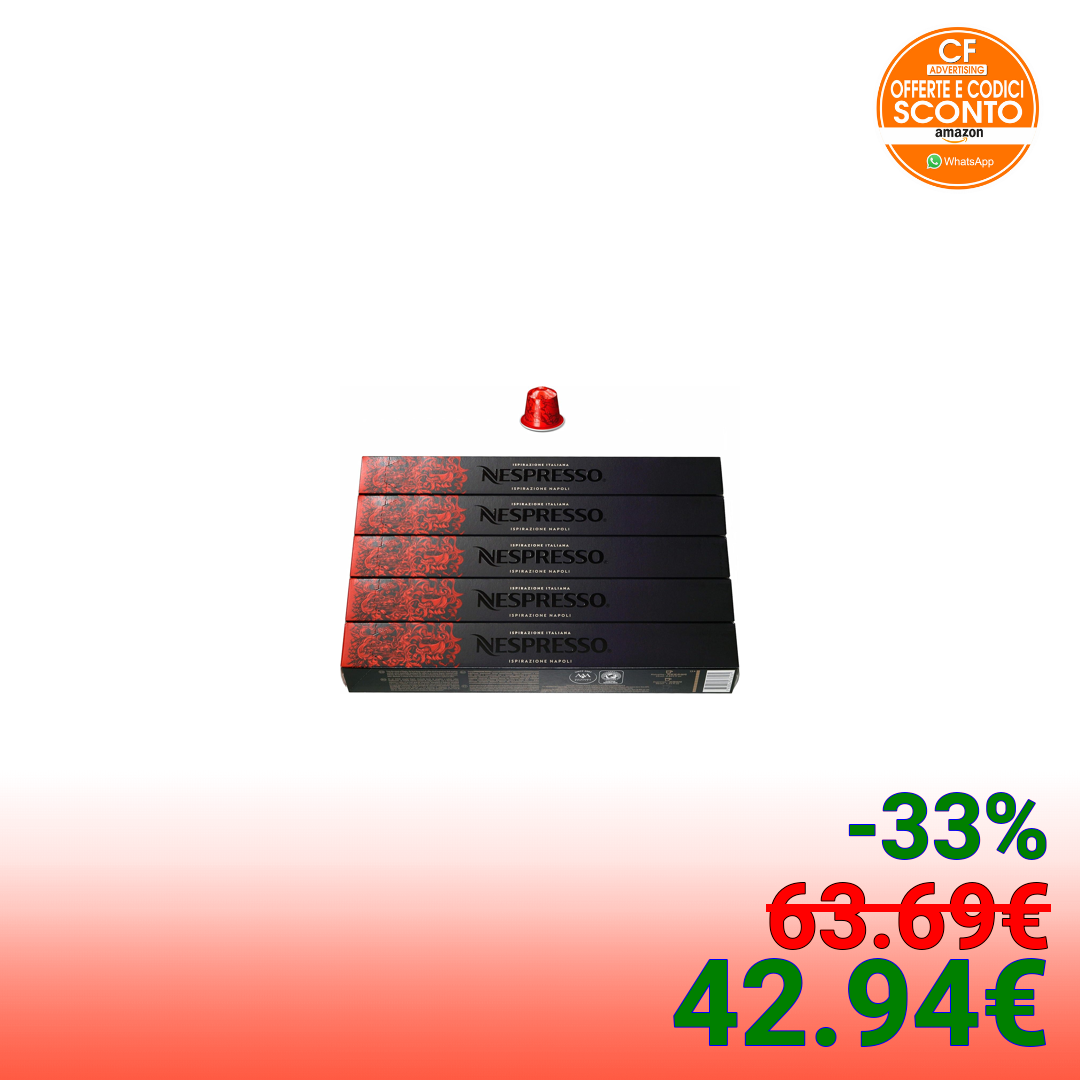 CF
ADVERTISING
OFFERTE E CODICI
SCONTO
amazon
WhatsApp
ISPIRAZIONE ITALIANA
NESPRESSO
ISPIRAZIONE NAPOLI
ISPIRAZIONE ITALIANA
NESPRESSO
ISPIRAZIONE NAPOLI
ISPIRAZIONE ITALIANA
NESPRESSO
ISPIRAZIONE NAPOLI
ISPIRAZIONE ITALIANA
NESPRESSO
ISPIRAZIONE NAPOLI
ISPIRAZIONE ITALIANA
NESPRESSO
ISPIRAZIONE NAPOLI
-33%
63.69€
42.94€